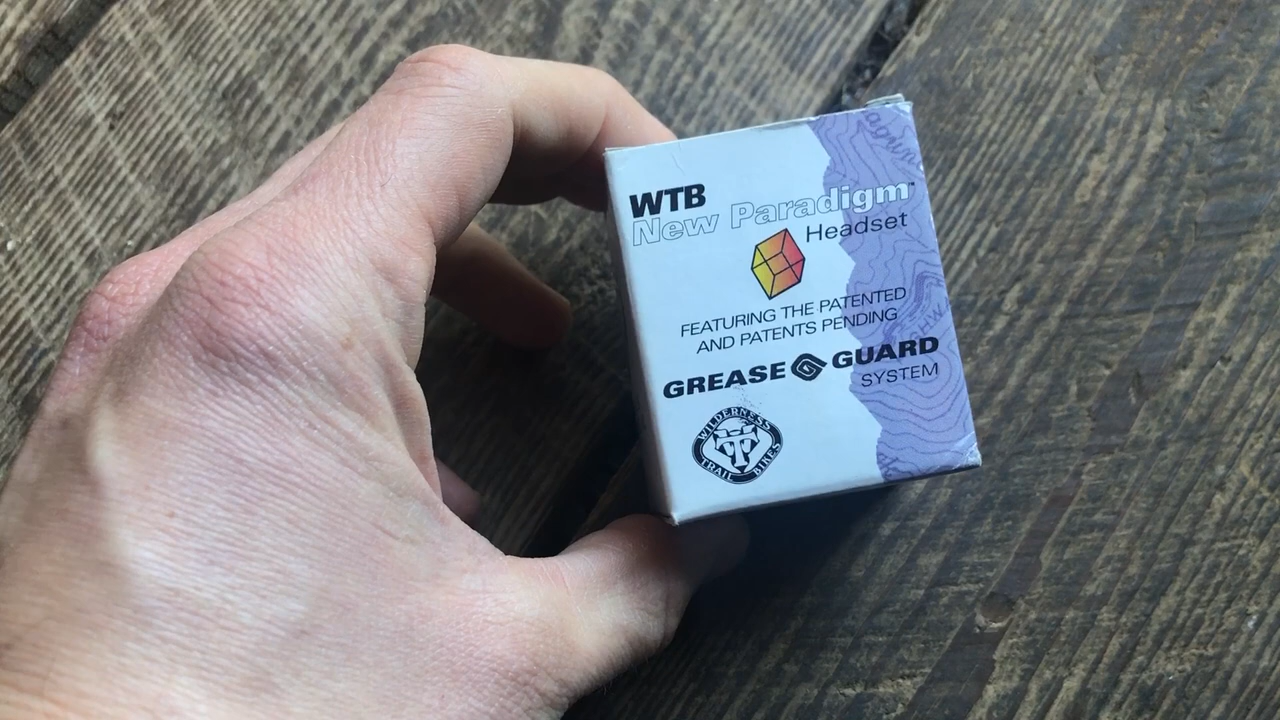 WTB
New Paradigm™
Headset
FEATURING THE PATENTED
AND PATENTS PENDING
GREASE GUARD
SYSTEM
WILDERNESS
TRAIL BIKES